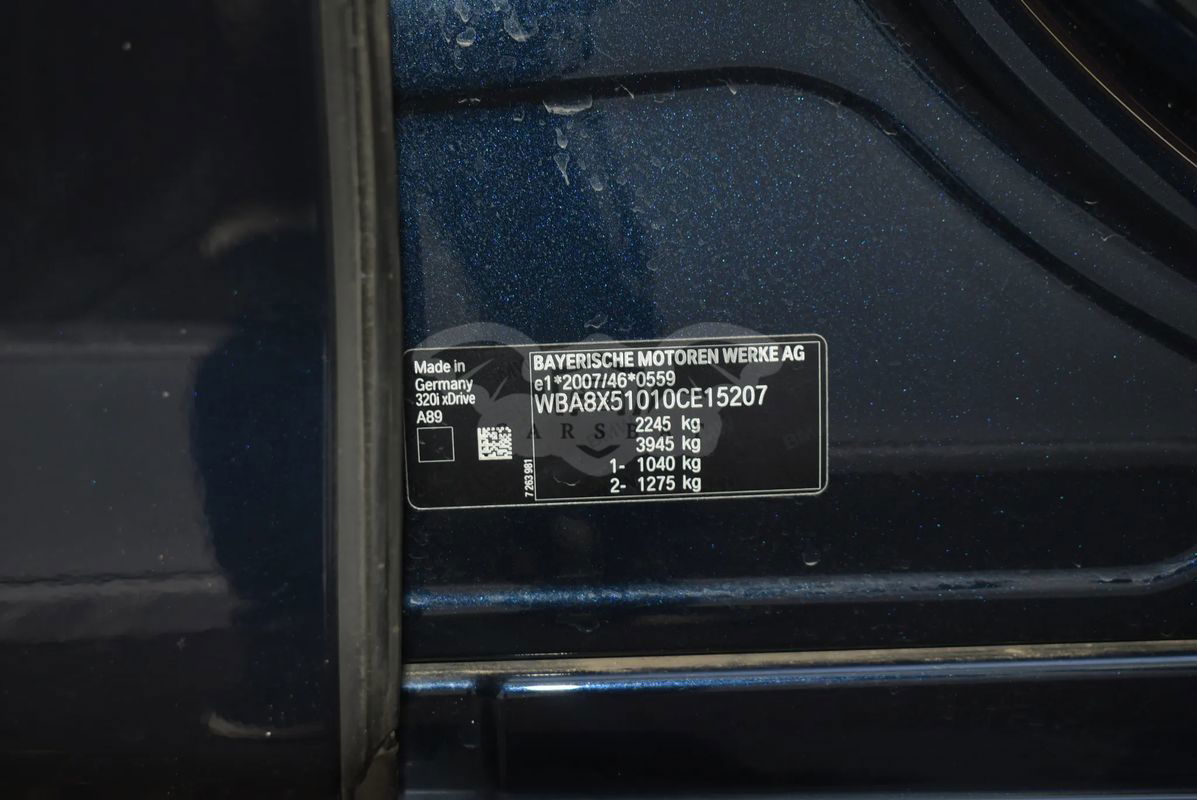 Made in
Germany
320i xDrive
A89
7 263 981
BAYERISCHE MOTOREN WERKE AG
e1*2007/46*0559
WBA8X51010CE15207
2245 kg
3945 kg
1- 1040 kg
2- 1275 kg